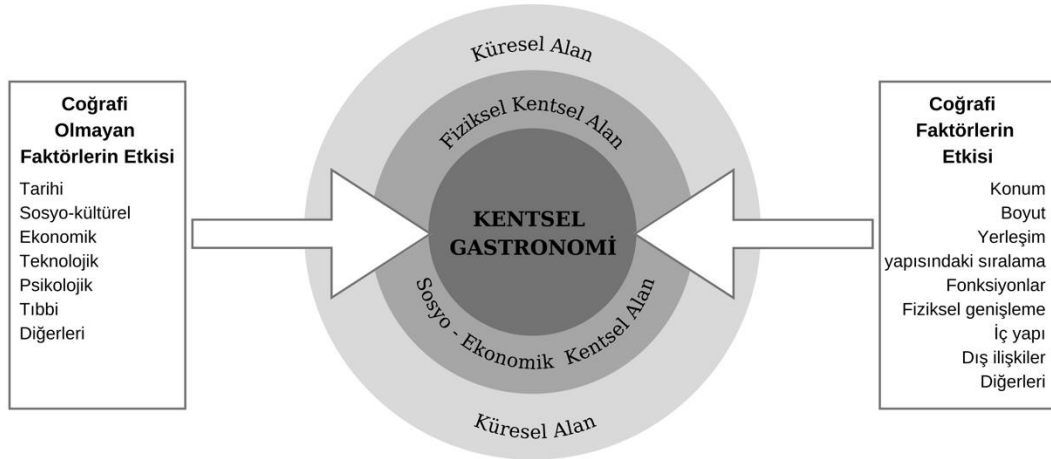 Coğrafi
Olmayan
Faktörlerin Etkisi
Tarihi
Sosyo-kültürel
Ekonomik
Teknolojik
Psikolojik
Tıbbi
Diğerleri
Küresel Alan
Fiziksel Kentsel Alan
KENTSEL
GASTRONOMİ
Sosyo - Ekonomik Kentsel Alan
Küresel Alan
Coğrafi
Faktörlerin
Etkisi
Konum
Boyut
Yerleşim
yapısındaki sıralama
Fonksiyonlar
Fiziksel genişleme
İç yapı
Dış ilişkiler
Diğerleri